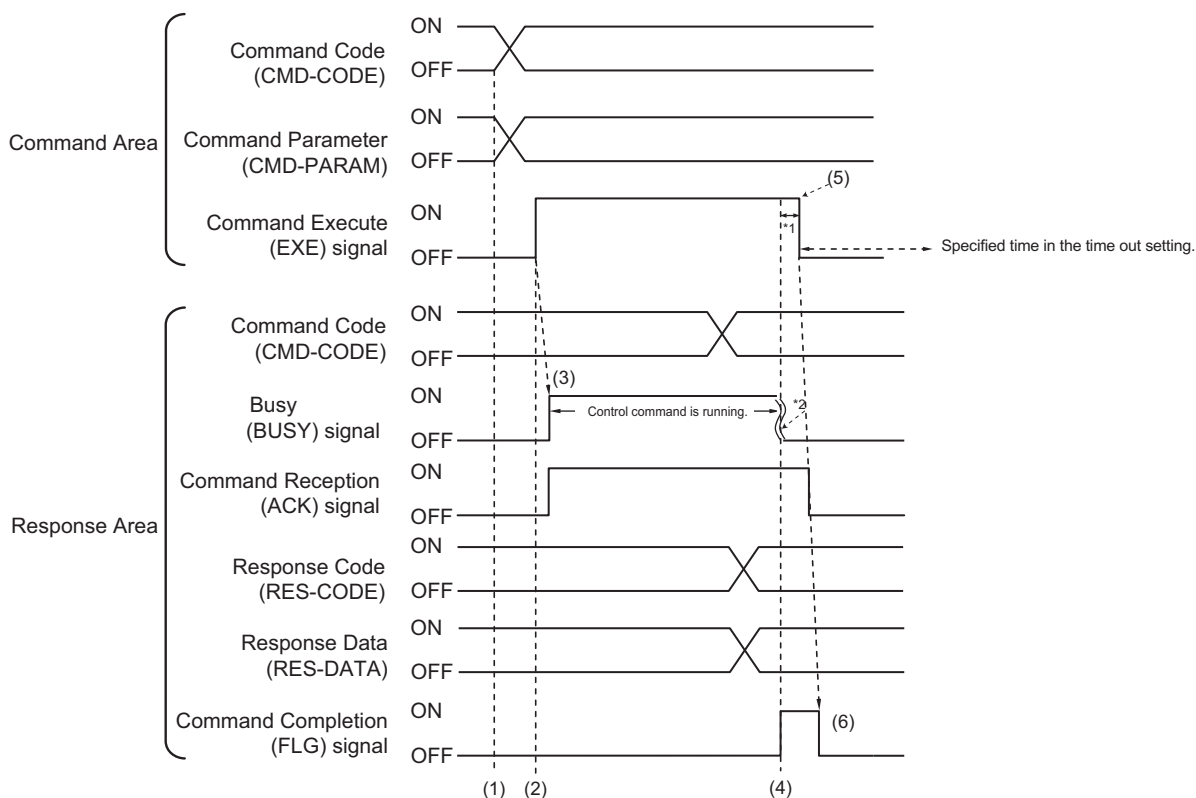 Command Area
Command Code
(CMD-CODE)
ON
OFF
Command Parameter
(CMD-PARAM)
ON
OFF
Command Execute
(EXE) signal
ON
OFF
(5)
*1
Specified time in the time out setting.
Response Area
Command Code
(CMD-CODE)
ON
OFF
Busy
(BUSY) signal
ON
OFF
(3)
Control command is running.
*2
Command Reception
(ACK) signal
ON
OFF
Response Code
(RES-CODE)
ON
OFF
Response Data
(RES-DATA)
ON
OFF
Command Completion
(FLG) signal
ON
OFF
(6)
(1) (2) (4)